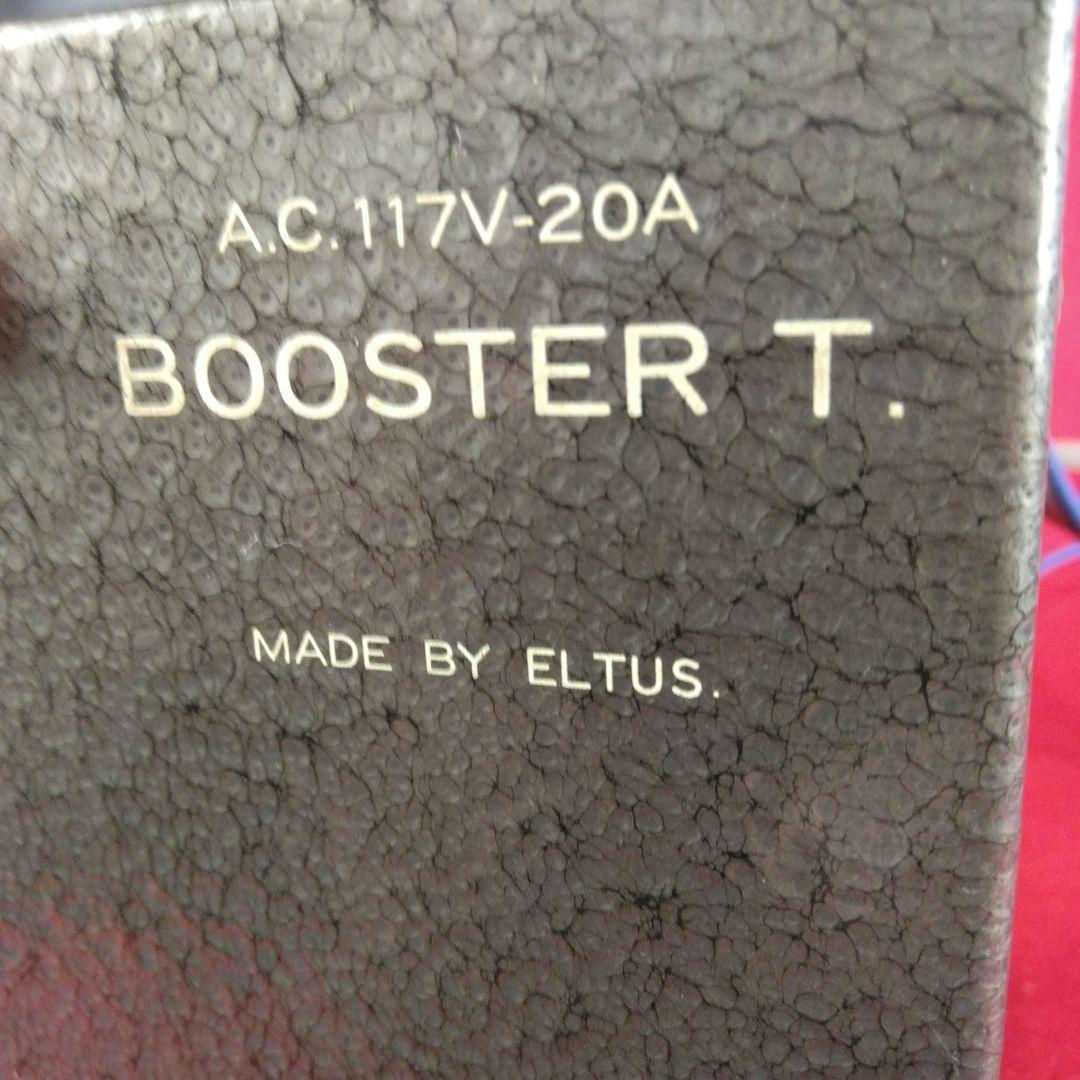 A.C.117V-20A
BOOSTER T.
MADE BY ELTUS.